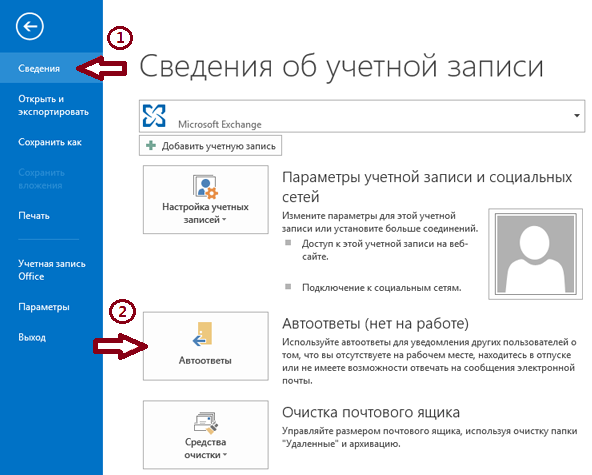 1
Сведения
Открыть и
экспортировать
Сохранить как
Сохранить
вложения
Печать
Учетная запись
Office
Параметры
Выход
Сведения об учетной записи
Microsoft Exchange
Добавить учетную запись
Настройка учетных
записей
Параметры учетной записи и социальных
сетей
Измените параметры для этой учетной
записи или установите больше соединений.
Доступ к этой учетной записи на веб-
сайте.
Подключение к социальным сетям.
2
Автоответы
Автоответы (нет на работе)
Используйте автоответы для уведомления других пользователей о
том, что вы отсутствуете на рабочем месте, находитесь в отпуске
или не имеете возможности отвечать на сообщения электронной
почты.
Средства
очистки
Очистка почтового ящика
Управляйте размером почтового ящика, используя очистку папки
"Удаленные" и архивацию.